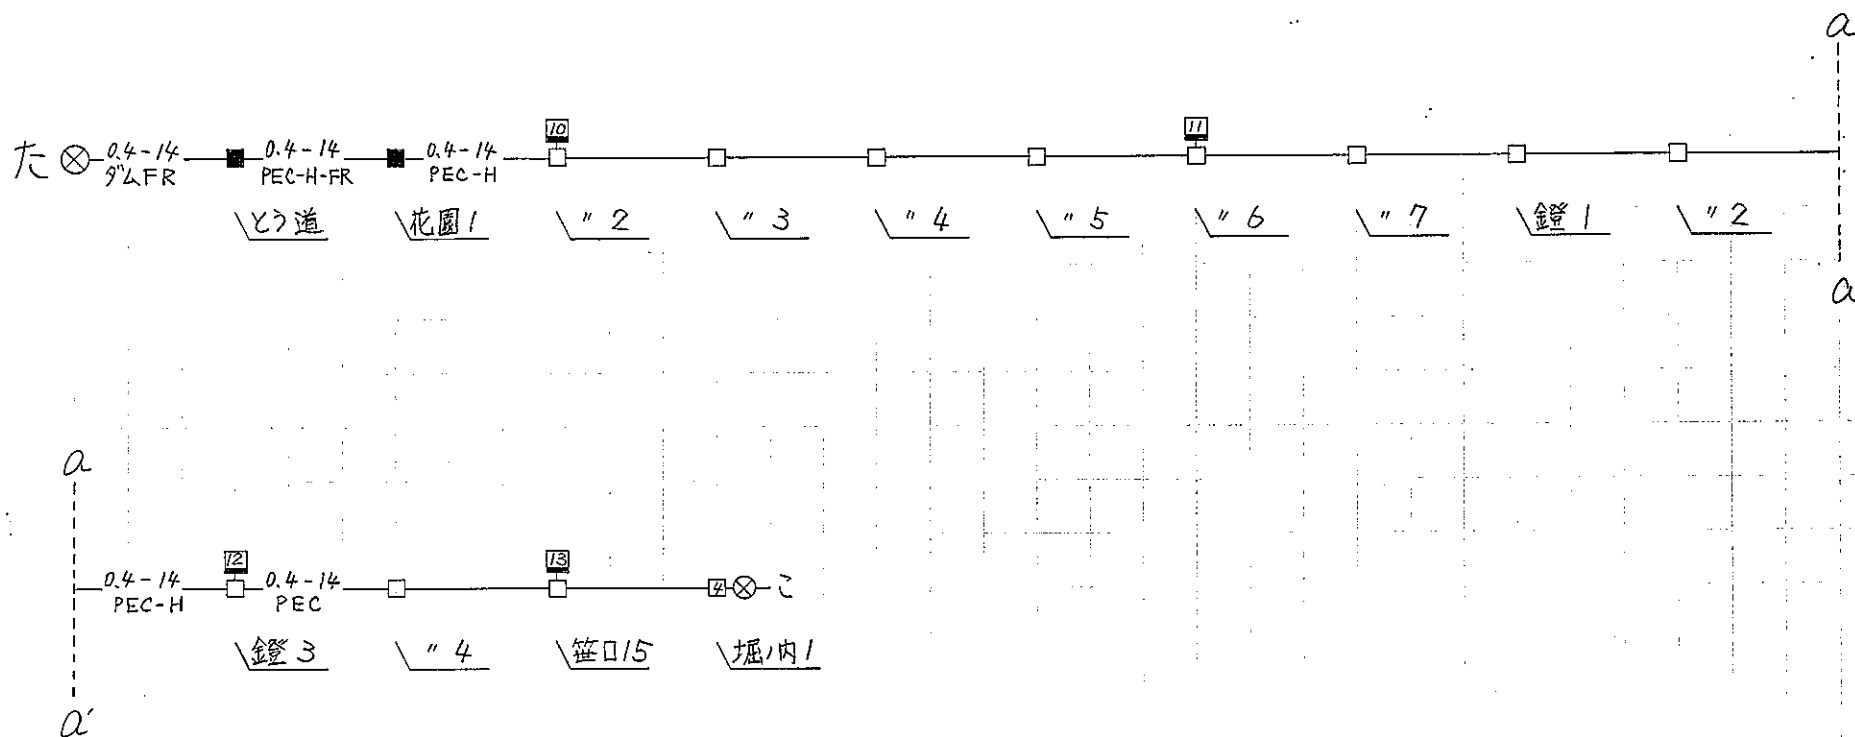 a
10
11
た 0.4-14 0.4-14 0.4-14
ダムFR PEC-H-FR PEC-H
とう道 花園1 〃2 〃3 〃4 〃5 〃6 〃7 鐙1 〃2
a
a
12
13
0.4-14 0.4-14 4 こ
PEC-H PEC
鐙3 〃4 笹口15 堀ノ内1
a'